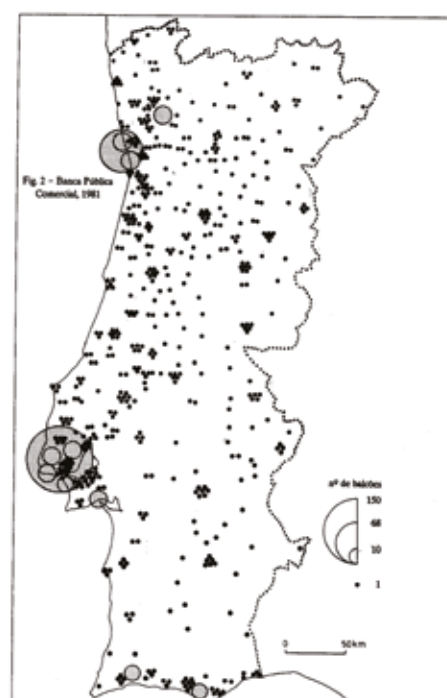 Fig. 2 – Banca Pública
Comercial, 1981
nº de balcões
150
68
10
1
0 50km